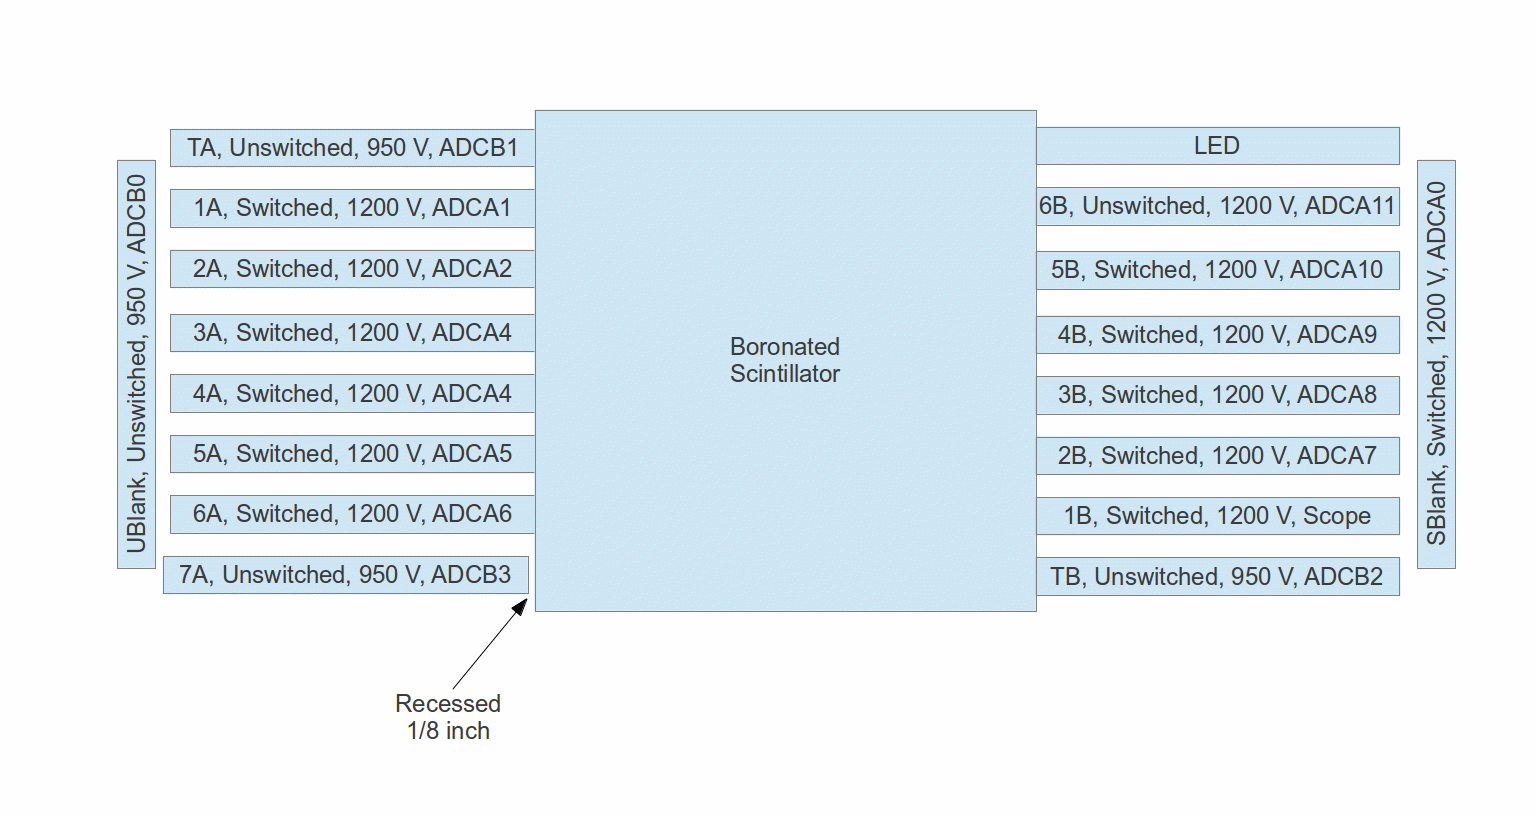 UBlank, Unswitched, 950 V, ADCB0
TA, Unswitched, 950 V, ADCB1
1A, Switched, 1200 V, ADCA1
2A, Switched, 1200 V, ADCA2
3A, Switched, 1200 V, ADCA4
4A, Switched, 1200 V, ADCA4
5A, Switched, 1200 V, ADCA5
6A, Switched, 1200 V, ADCA6
7A, Unswitched, 950 V, ADCB3
Recessed
1/8 inch
Boronated
Scintillator
LED
6B, Unswitched, 1200 V, ADCA11
5B, Switched, 1200 V, ADCA10
4B, Switched, 1200 V, ADCA9
3B, Switched, 1200 V, ADCA8
2B, Switched, 1200 V, ADCA7
1B, Switched, 1200 V, Scope
TB, Unswitched, 950 V, ADCB2
SBlank, Switched, 1200 V, ADCA0